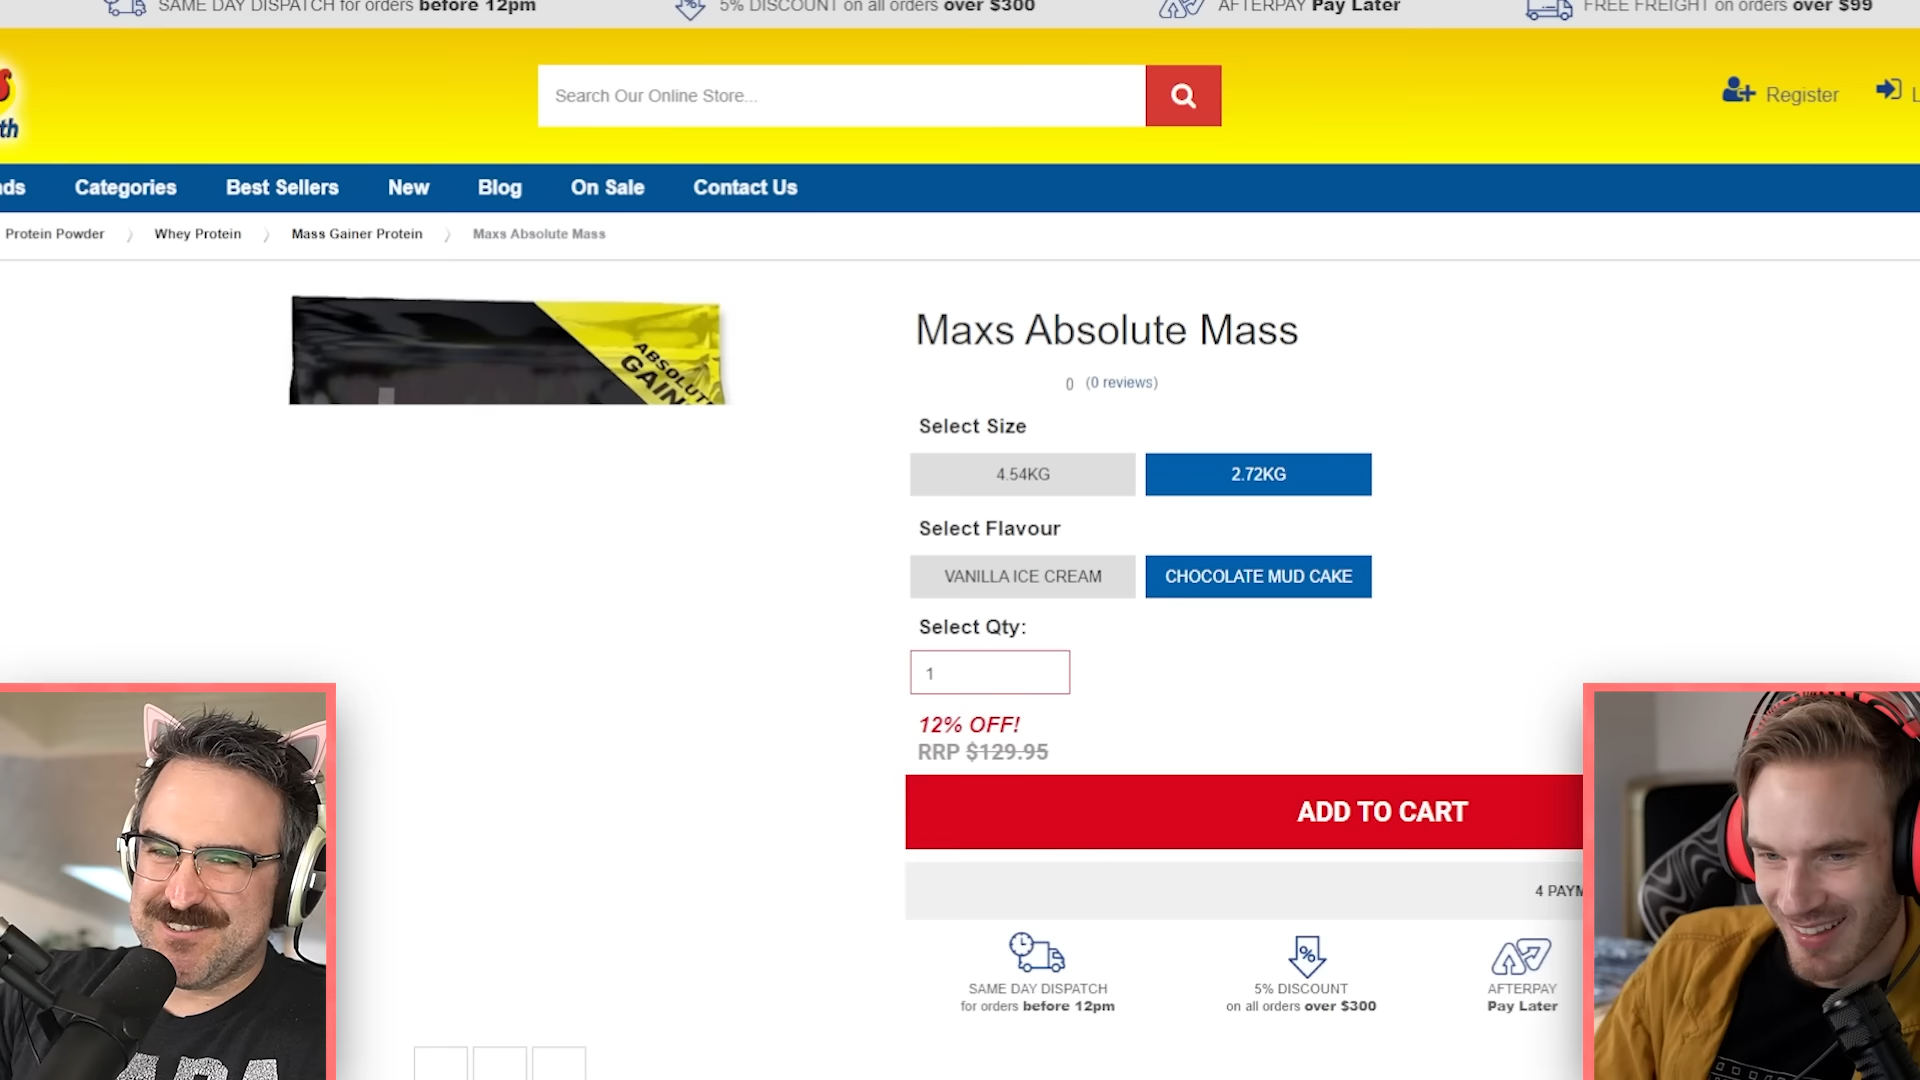 SAME DAY DISPATCH for orders before 12pm
5% DISCOUNT on all orders over $300
AFTERPAY Pay Later
FREE FREIGHT on orders over $99
th
Search Our Online Store...
Register
nds
Categories
Best Sellers
New
Blog
On Sale
Contact Us
Protein Powder
Whey Protein
Mass Gainer Protein
Maxs Absolute Mass
ABSOLUTE
GAIN
Maxs Absolute Mass
0 (0 reviews)
Select Size
4.54KG
2.72KG
Select Flavour
VANILLA ICE CREAM
CHOCOLATE MUD CAKE
Select Qty:
1
12% OFF!
RRP $129.95
ADD TO CART
4 PAYM
SAME DAY DISPATCH
for orders before 12pm
%
5% DISCOUNT
on all orders over $300
AFTERPAY
Pay Later